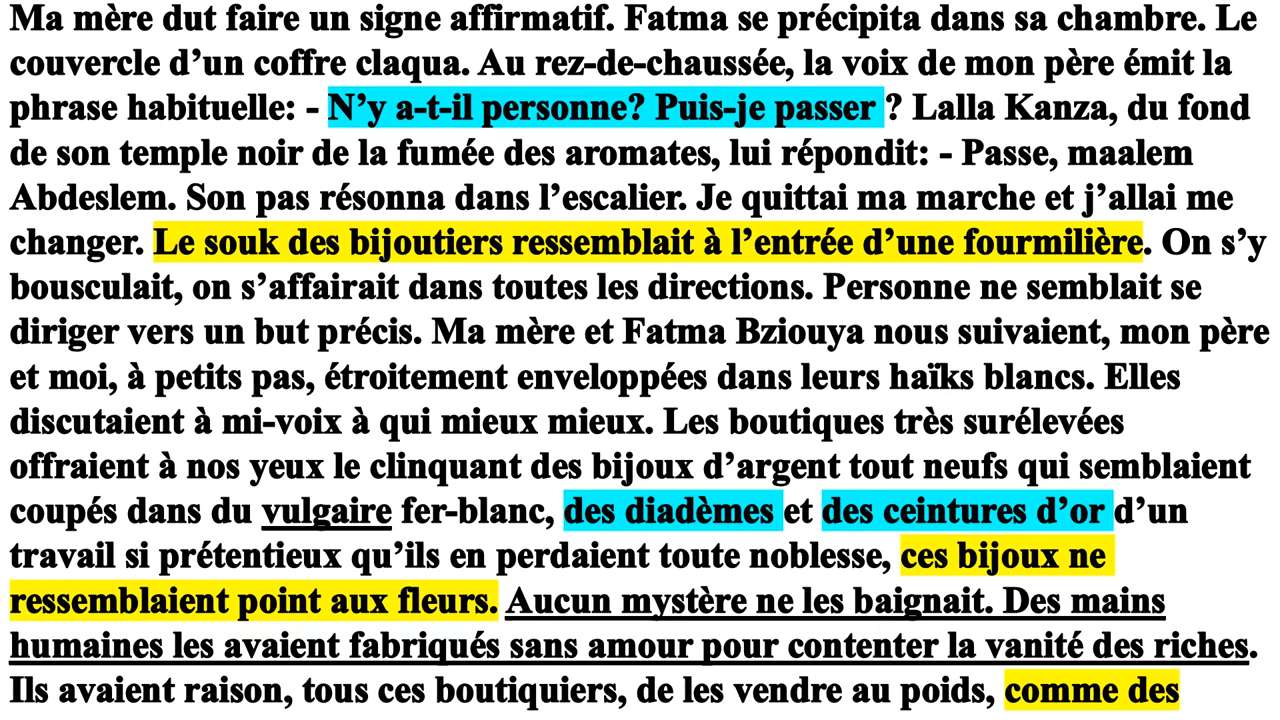 Ma mère dut faire un signe affirmatif. Fatma se précipita dans sa chambre. Le
couvercle d’un coffre claqua. Au rez-de-chaussée, la voix de mon père émit la
phrase habituelle: - N’y a-t-il personne? Puis-je passer ? Lalla Kanza, du fond
de son temple noir de la fumée des aromates, lui répondit: - Passe, maalem
Abdeslem. Son pas résonna dans l’escalier. Je quittai ma marche et j’allai me
changer. Le souk des bijoutiers ressemblait à l’entrée d’une fourmilière. On s’y
bousculait, on s’affairait dans toutes les directions. Personne ne semblait se
diriger vers un but précis. Ma mère et Fatma Bziouya nous suivaient, mon père
et moi, à petits pas, étroitement enveloppées dans leurs haïks blancs. Elles
discutaient à mi-voix à qui mieux mieux. Les boutiques très surélevées
offraient à nos yeux le clinquant des bijoux d’argent tout neufs qui semblaient
coupés dans du vulgaire fer-blanc, des diadèmes et des ceintures d’or d’un
travail si prétentieux qu’ils en perdaient toute noblesse, ces bijoux ne
ressemblaient point aux fleurs. Aucun mystère ne les baignait. Des mains
humaines les avaient fabriqués sans amour pour contenter la vanité des riches.
Ils avaient raison, tous ces boutiquiers, de les vendre au poids, comme des